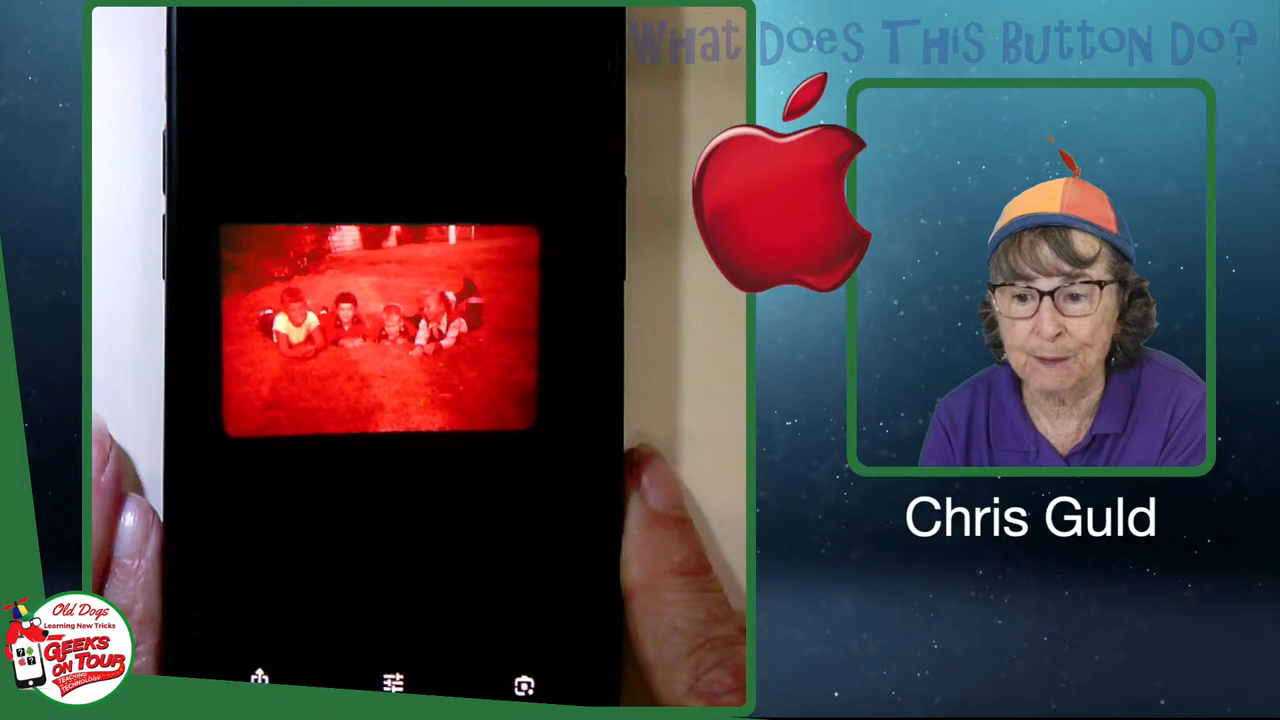 What Does This Button Do?
Chris Guld
Old Dogs
Learning New Tricks
GEEKS
ON TOUR
TEACHING
TECHNOLOGY